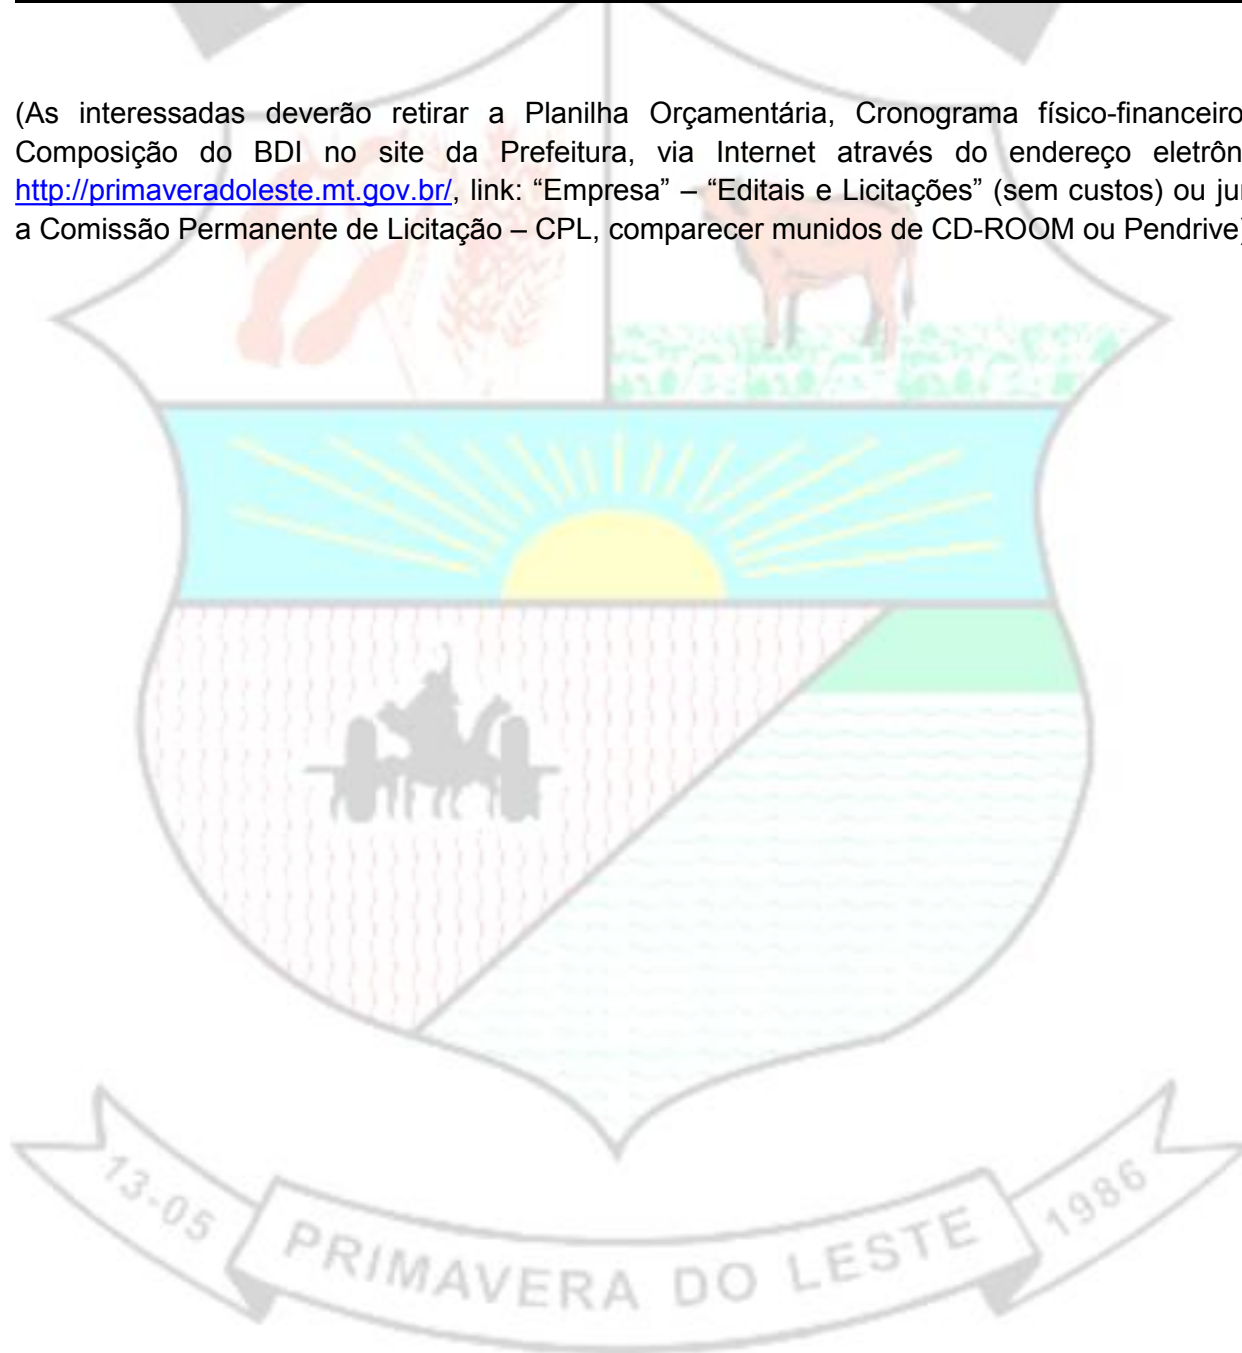 (As interessadas deverão retirar a Planilha Orçamentária, Cronograma físico-financeiro
Composição do BDI no site da Prefeitura, via Internet através do endereço eletrôn
http://primaveradoleste.mt.gov.br/, link: “Empresa” – “Editais e Licitações” (sem custos) ou jun
a Comissão Permanente de Licitação – CPL, comparecer munidos de CD-ROOM ou Pendrive)
13-05 PRIMAVERA DO LESTE 1986